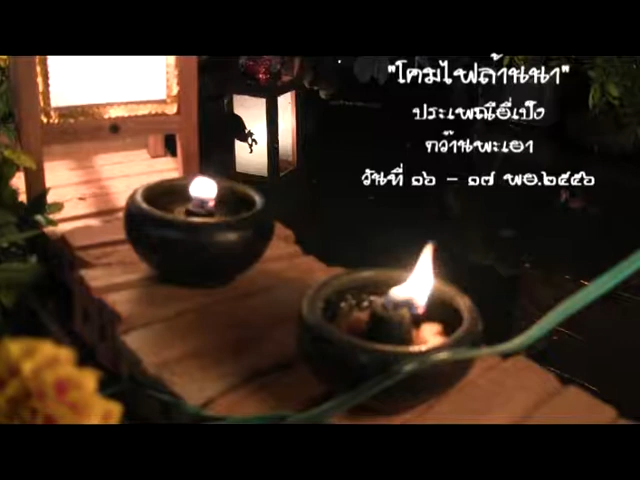 "โคมไฟล้านนา"
ประเพณียี่เป็ง
กว๊านพะเยา
วันที่ ๑๖ - ๑๗ พย.๒๕๕๖